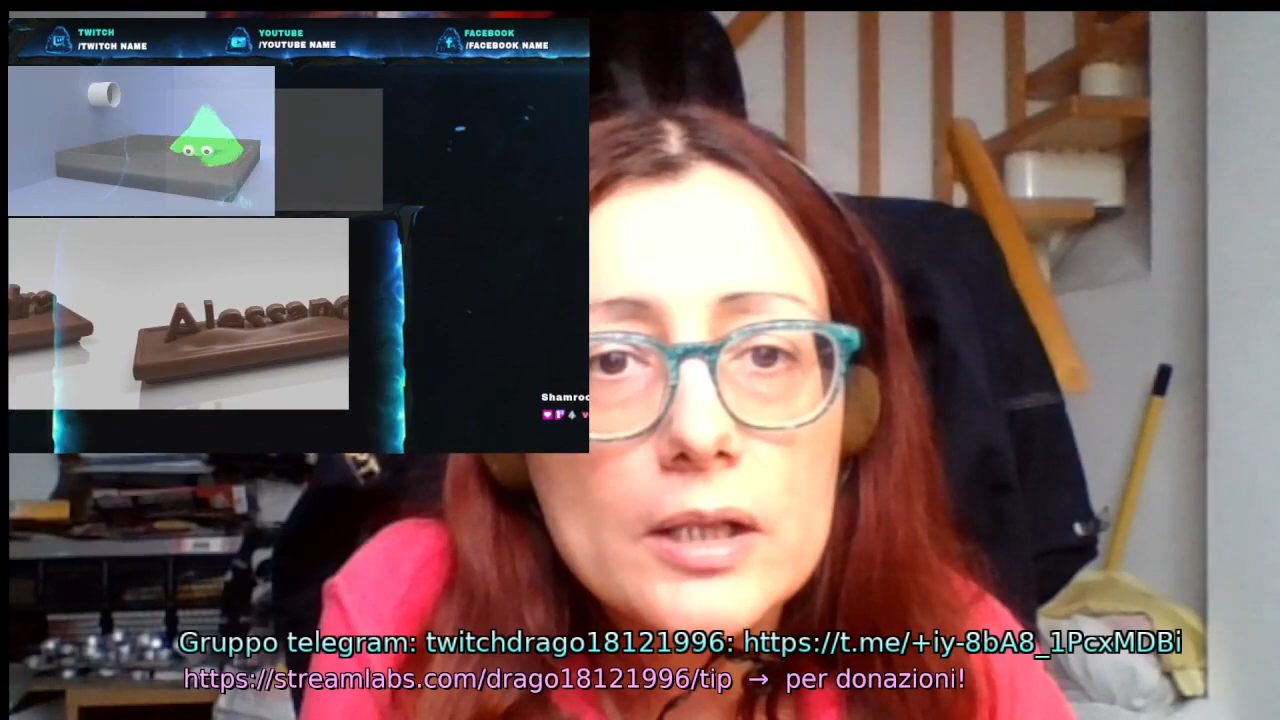 TWITCH
/TWITCH NAME
YOUTUBE
/YOUTUBE NAME
FACEBOOK
/FACEBOOK NAME
Gruppo telegram: twitchdrago18121996: https://t.me/+iy-8bA8_1PcxMDBi
https://streamlabs.com/drago18121996/tip → per donazioni!